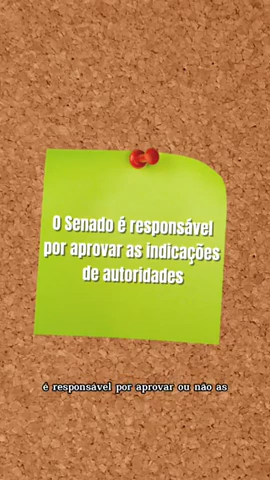 O Senado é responsável
por aprovar as indicações
de autoridades
é responsável por aprovar ou não as